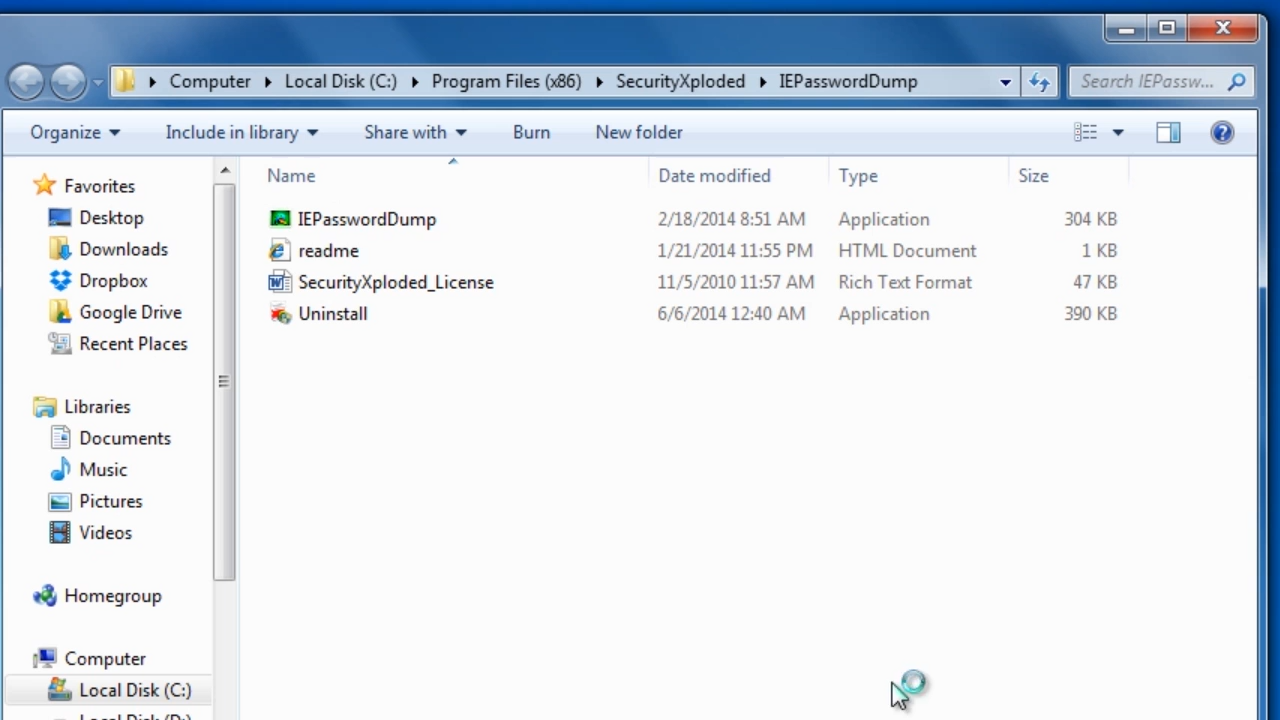 Computer Local Disk (C:) Program Files (x86) SecurityXploded IEPasswordDump Search IEPassw...
Organize Include in library Share with Burn New folder
Name Date modified Type Size
IEPasswordDump 2/18/2014 8:51 AM Application 304 KB
readme 1/21/2014 11:55 PM HTML Document 1 KB
SecurityXploded_License 11/5/2010 11:57 AM Rich Text Format 47 KB
Uninstall 6/6/2014 12:40 AM Application 390 KB
Favorites
Desktop
Downloads
Dropbox
Google Drive
Recent Places
Libraries
Documents
Music
Pictures
Videos
Homegroup
Computer
Local Disk (C:)
Local Disk (D:)